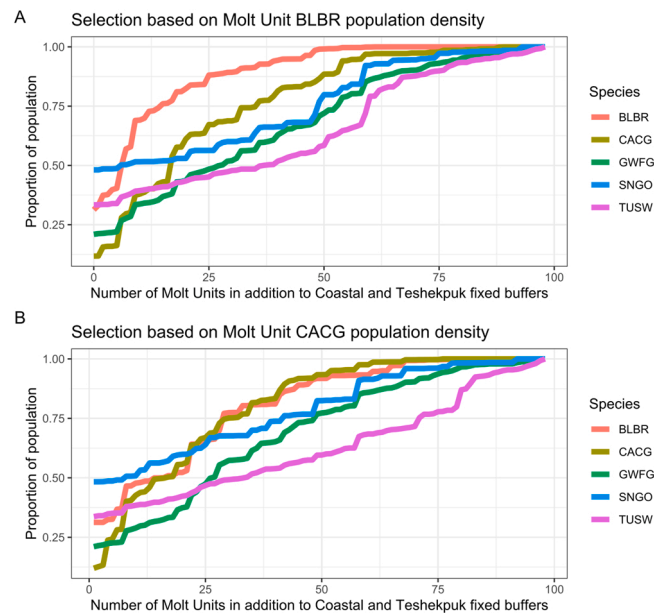 A
Selection based on Molt Unit BLBR population density
Proportion of population
1.00
0.75
0.50
0.25
0
25
50
75
100
Number of Molt Units in addition to Coastal and Teshekpuk fixed buffers
Species
BLBR
CACG
GWFG
SNGO
TUSW
B
Selection based on Molt Unit CACG population density
Proportion of population
1.00
0.75
0.50
0.25
0
25
50
75
100
Number of Molt Units in addition to Coastal and Teshekpuk fixed buffers
Species
BLBR
CACG
GWFG
SNGO
TUSW